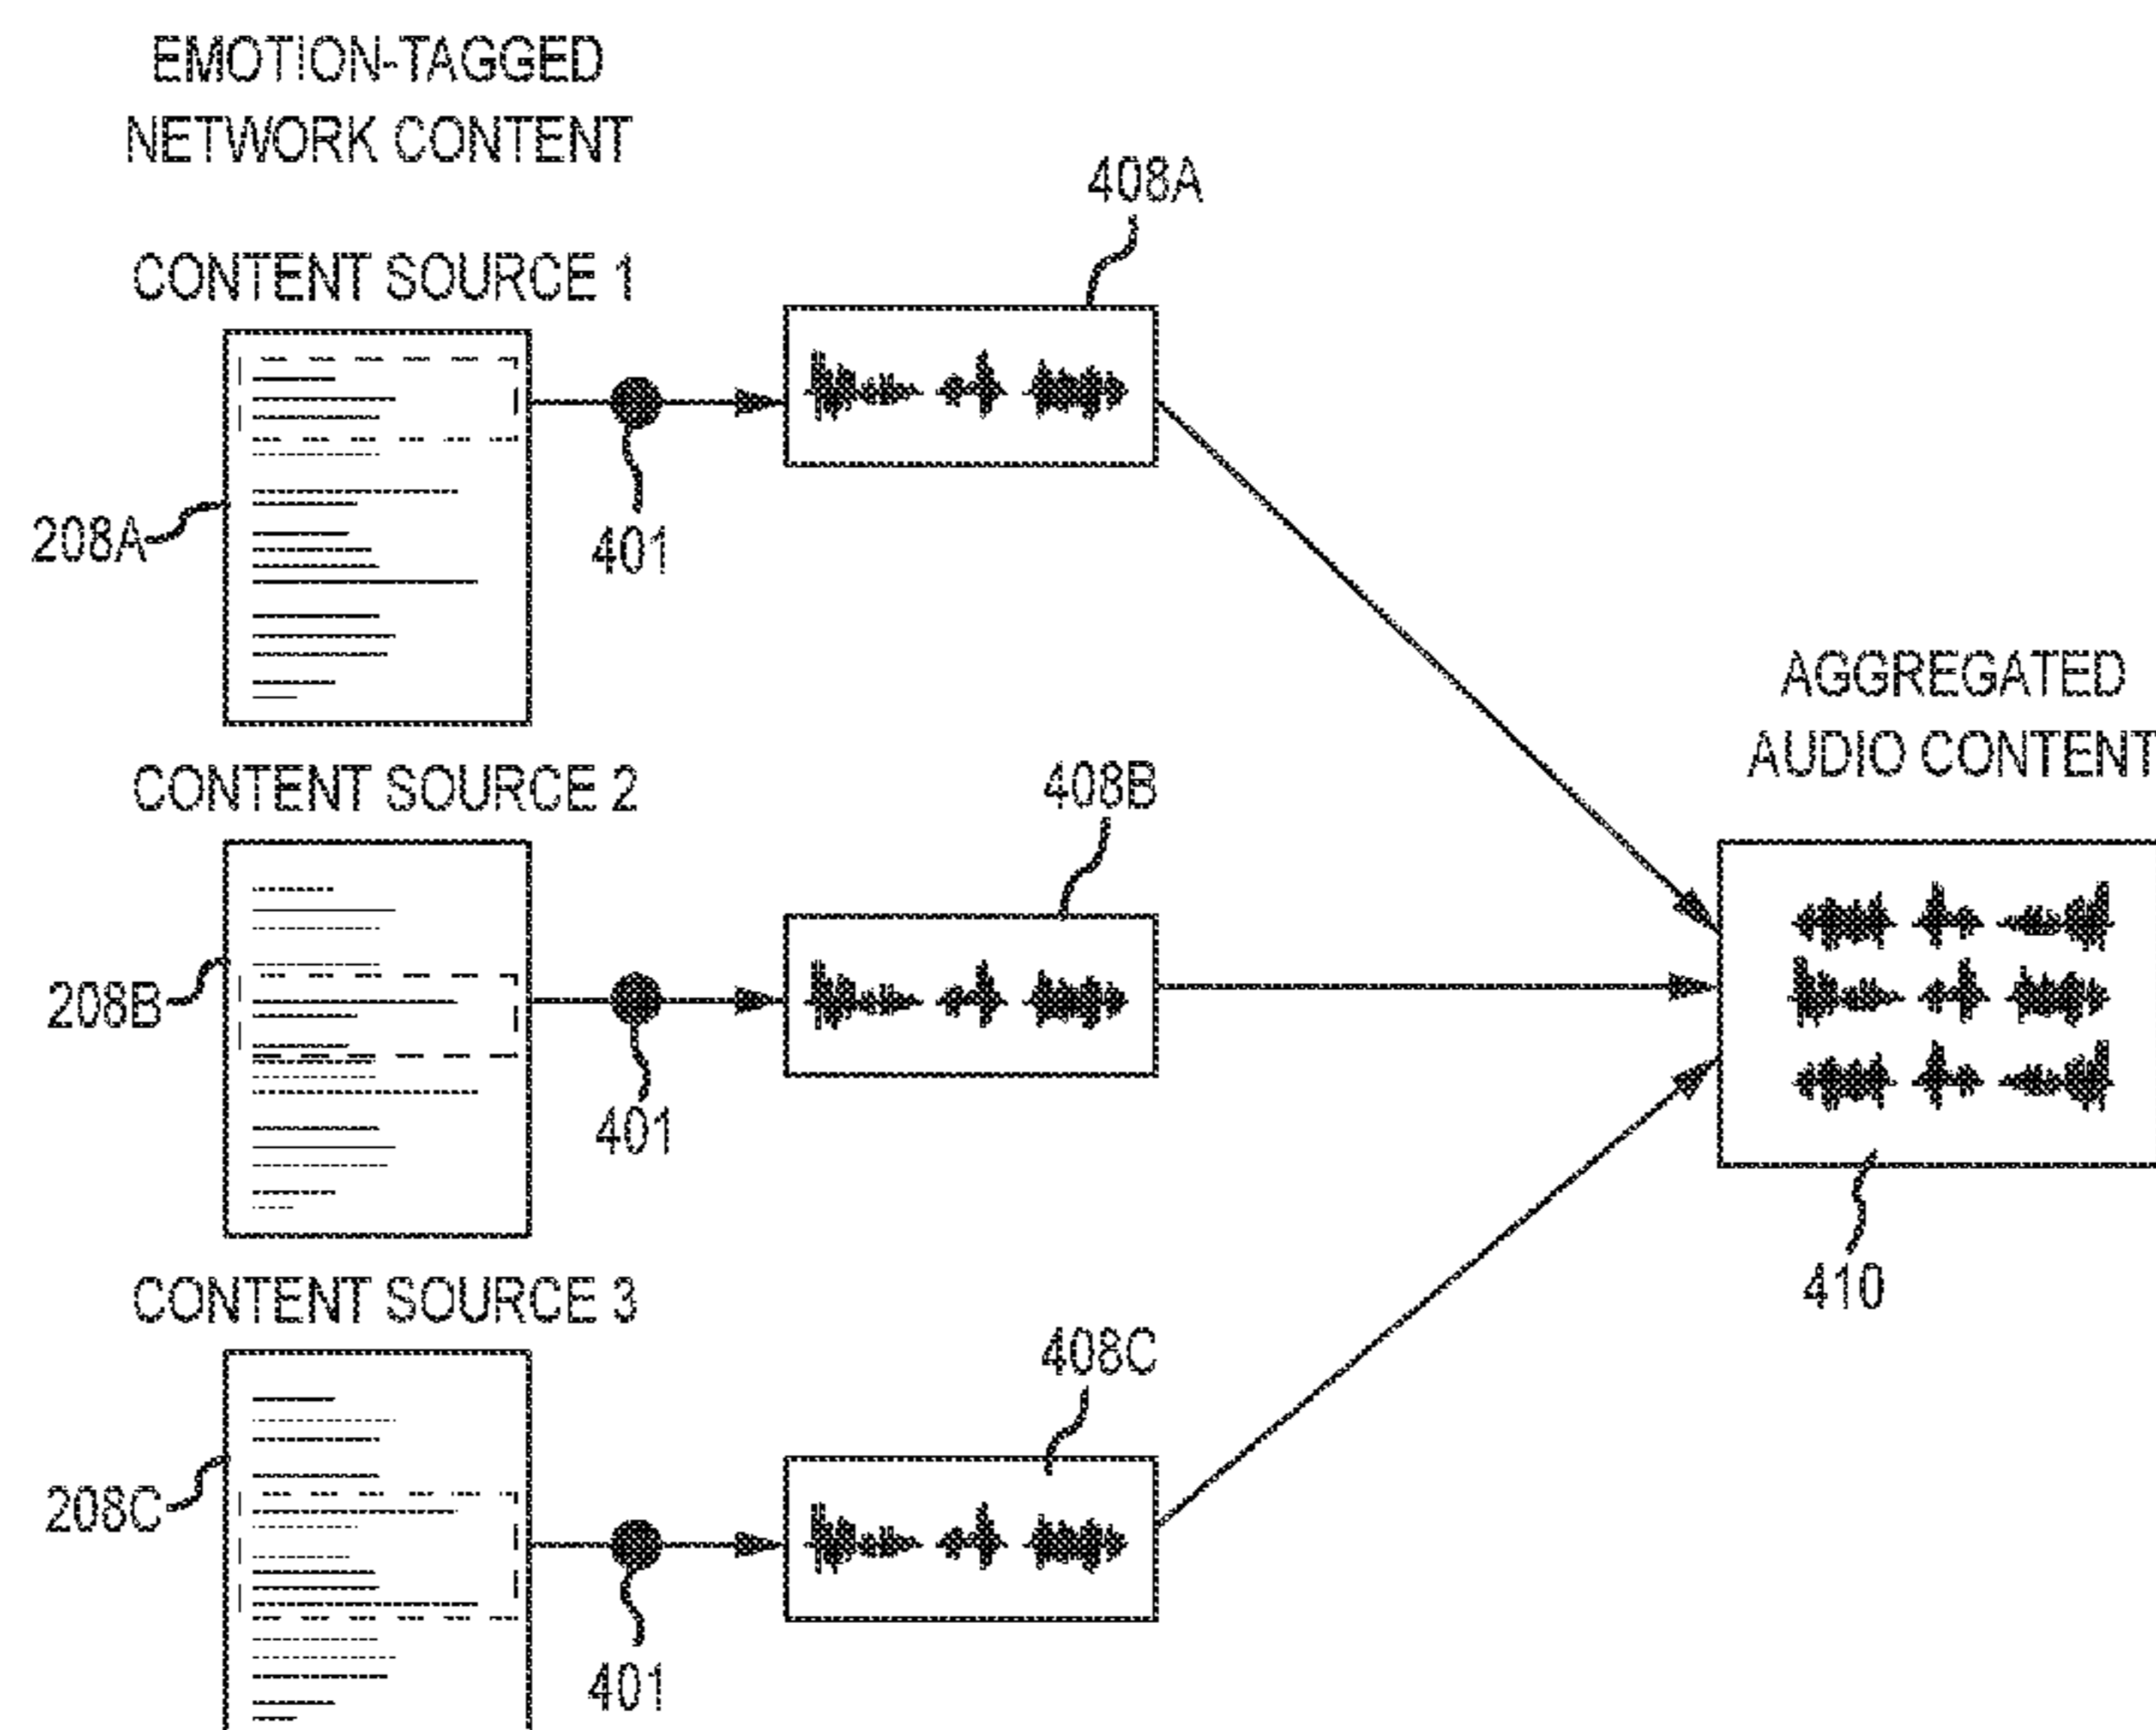 EMOTION-TAGGED
NETWORK CONTENT
408A
CONTENT SOURCE 1
208A
401
AGGREGATED
AUDIO CONTENT
CONTENT SOURCE 2
408B
208B
401
410
CONTENT SOURCE 3
408C
208C
401